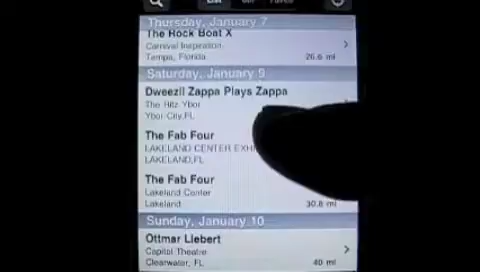 Thursday, January 7
The Rock Boat X
Carnival Inspiration
Tampa, Florida
26.6 mi
Saturday, January 9
Dweezil Zappa Plays Zappa
The Ritz Ybor
Ybor City, FL
The Fab Four
LAKELAND CENTER
LAKELAND, FL
The Fab Four
Lakeland Center
Lakeland
30.8 mi
Sunday, January 10
Ottmar Liebert
Capitol Theatre
Clearwater, FL
40 mi